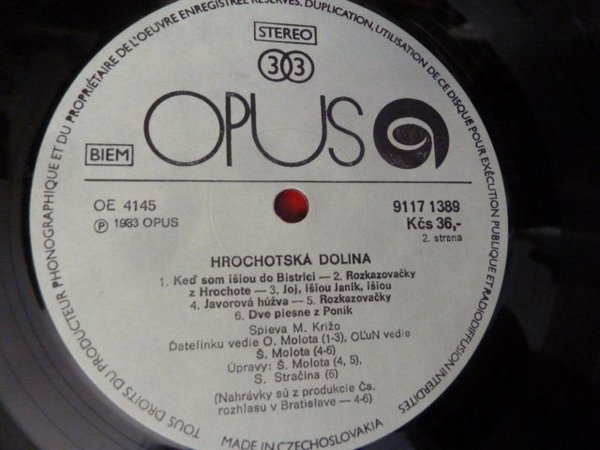 TOUS DROITS DU PRODUCTEUR PHONOGRAPHIQUE ET DU PROPRIÉTAIRE DE L'OEUVRE ENREGISTRÉE RÉSERVÉS. DUPLICATION, UTILISATION DE CE DISQUE POUR EXÉCUTION PUBLIQUE ET RADIODIFFUSION INTERDITES
STEREO
33
OPUS
BIEM
OE 4145
Ⓟ 1983 OPUS
9117 1389
Kčs 36,-
2. strana
HROCHOTSKÁ DOLINA
1. Keď som išiou do Bistrici — 2. Rozkazovačky
z Hrochote — 3. Joj, išiou Janík, išiou
4. Javorová húžva — 5. Rozkazovačky
6. Dve piesne z Poník
Spieva M. Križo
Ďatelinku vedie O. Molota (1-3), OĽUN vedie
Š. Molota (4-6)
Úpravy: Š. Molota (4, 5),
S. Stračina (6)
(Nahrávky sú z produkcie Čs.
rozhlasu v Bratislave — 4-6)
MADE IN CZECHOSLOVAKIA